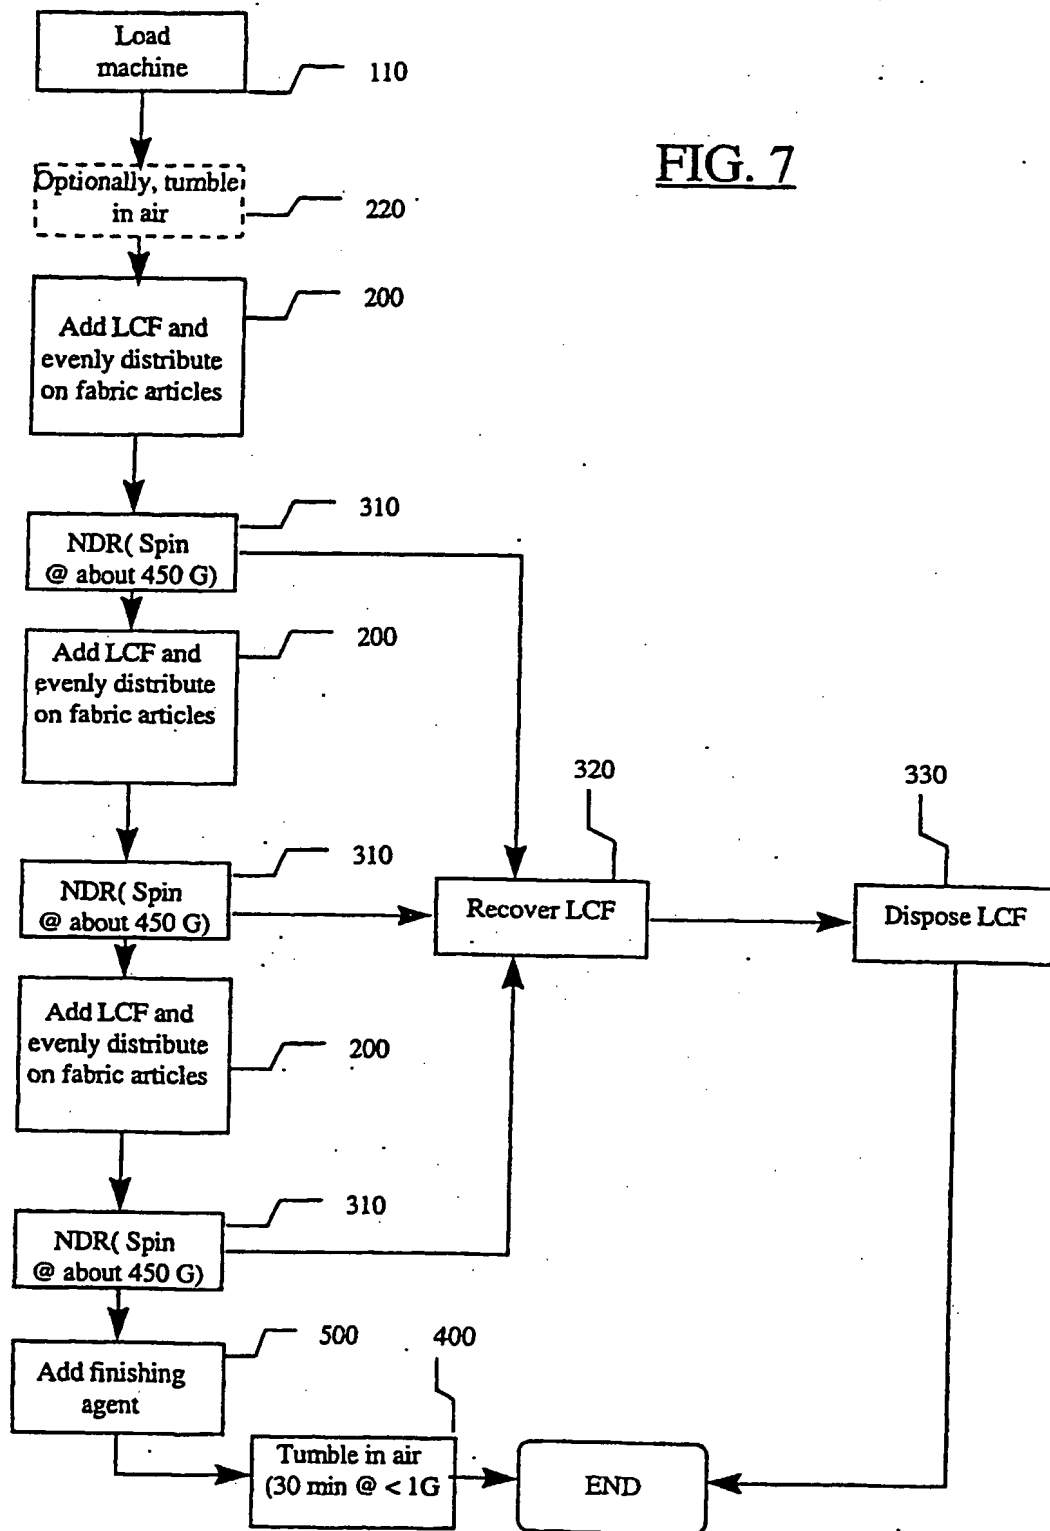 Load
machine
110
FIG. 7
Optionally, tumble
in air
220
200
Add LCF and
evenly distribute
on fabric articles
310
NDR( Spin
@ about 450 G)
200
Add LCF and
evenly distribute
on fabric articles
320
330
310
NDR( Spin
@ about 450 G)
Recover LCF
Dispose LCF
Add LCF and
evenly distribute
on fabric articles
200
310
NDR( Spin
@ about 450 G)
500
400
Add finishing
agent
Tumble in air
(30 min @ < 1G
END